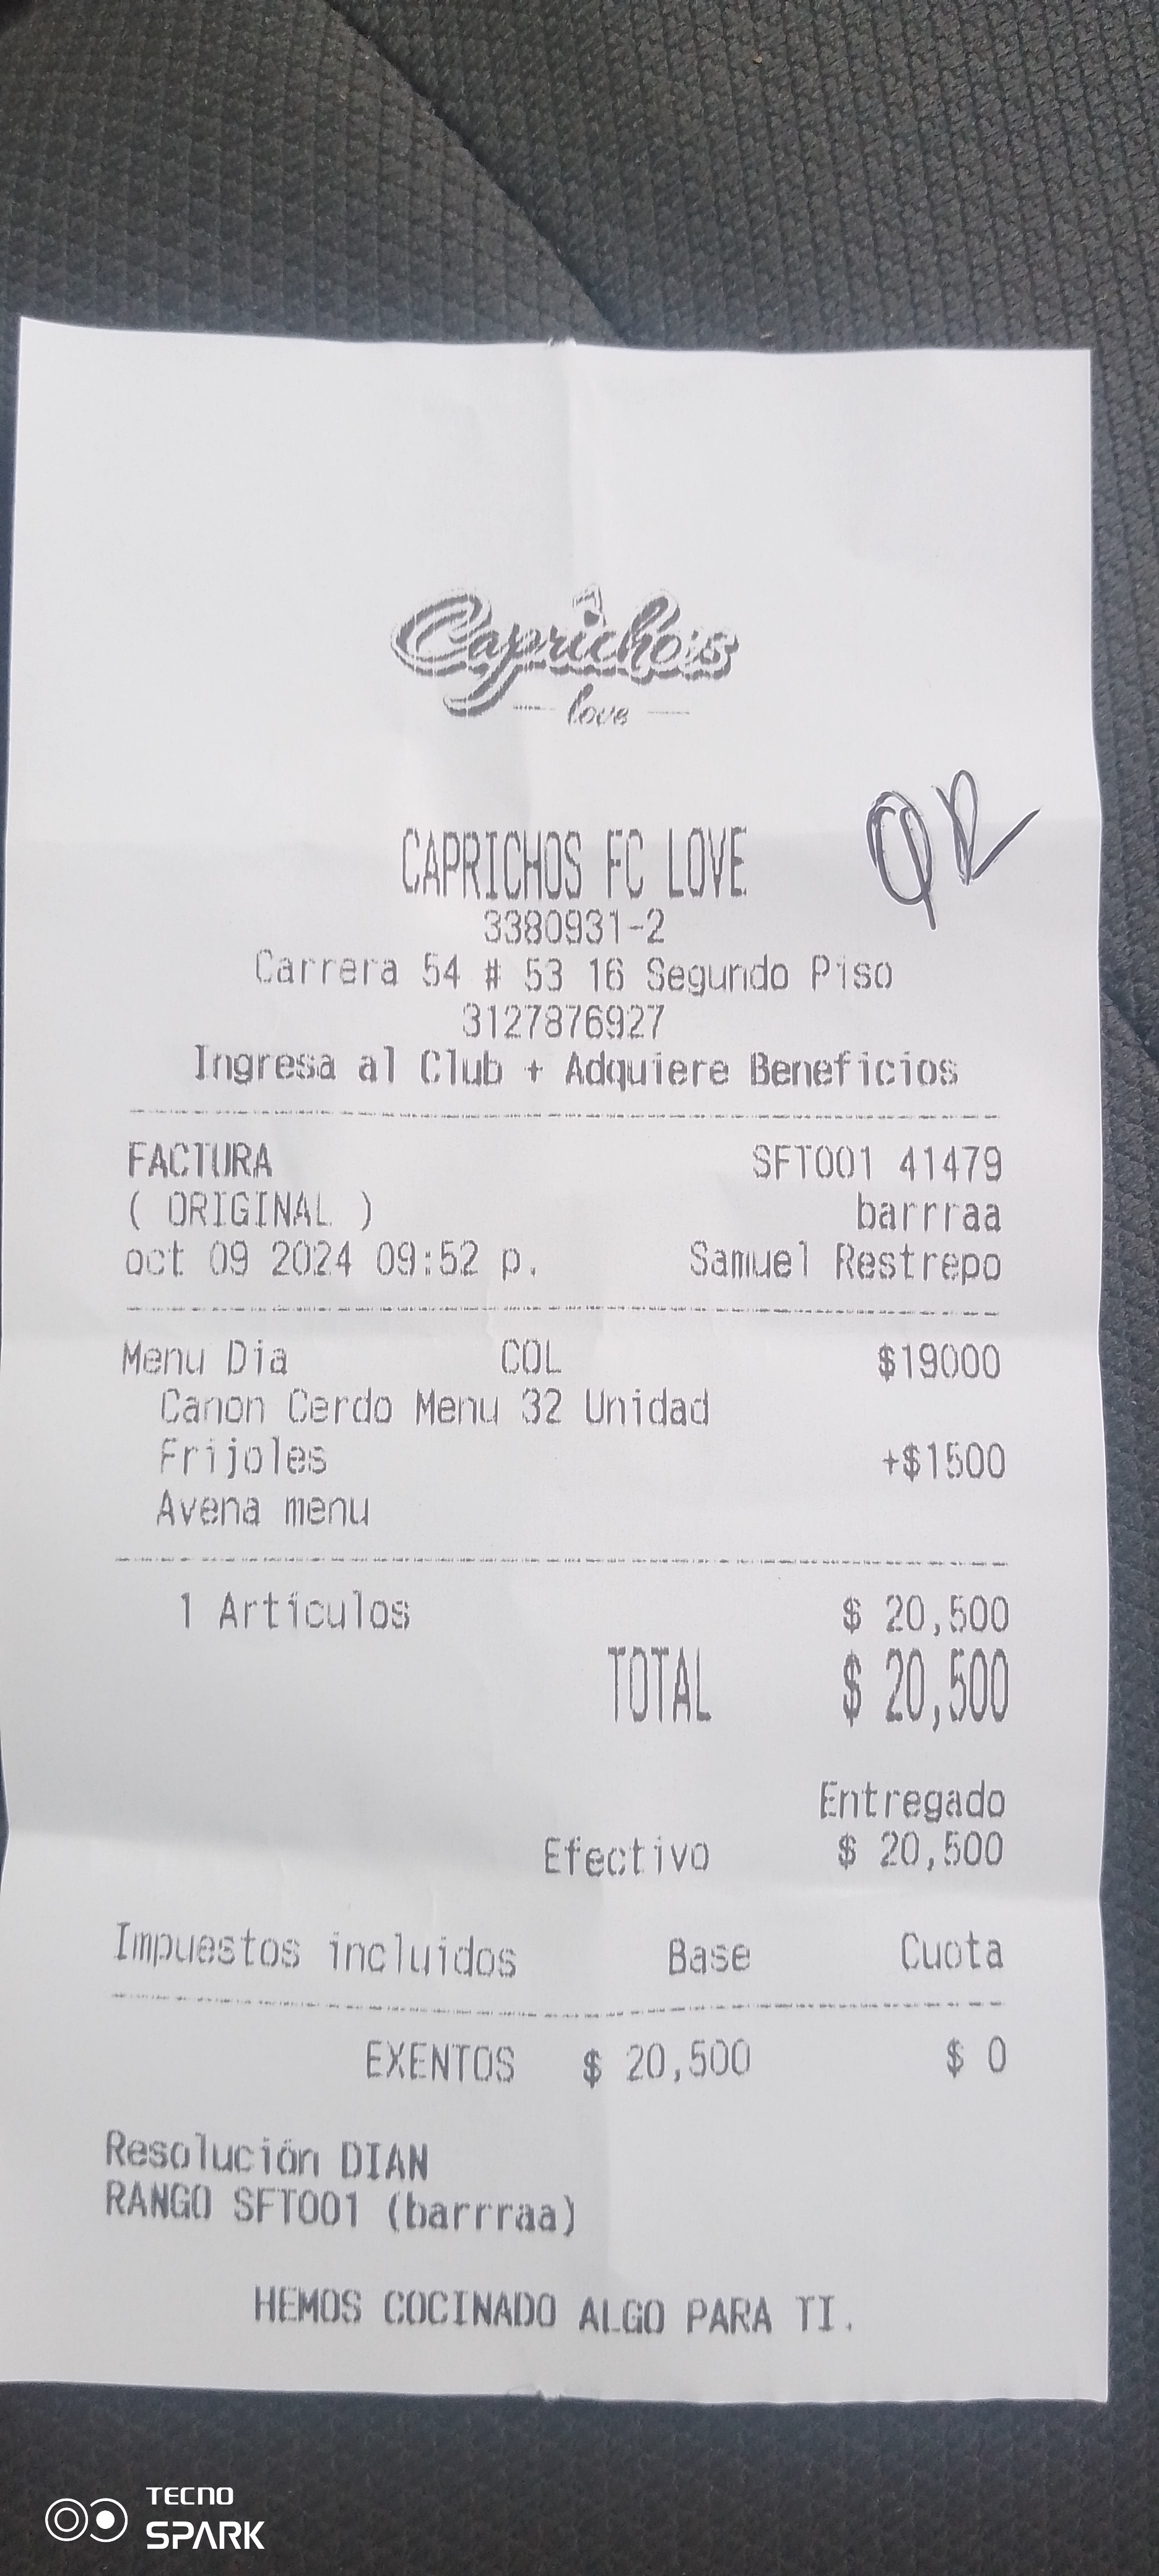 Caprichos
love
QR
CAPRICHOS FC LOVE
3380931-2
Carrera 54 # 53 16 Segundo Piso
3127876927
Ingresa al Club + Adquiere Beneficios
FACTURA SFT001 41479
( ORIGINAL ) barrraa
oct 09 2024 09:52 p. Samuel Restrepo
Menu Dia COL $19000
Canon Cerdo Menu 32 Unidad
Frijoles +$1500
Avena menu
1 Artículos $ 20,500
TOTAL $ 20,500
Entregado
Efectivo $ 20,500
Impuestos incluidos Base Cuota
EXENTOS $ 20,500 $ 0
Resolución DIAN
RANGO SFT001 (barrraa)
HEMOS COCINADO ALGO PARA TI.
TECNO
SPARK